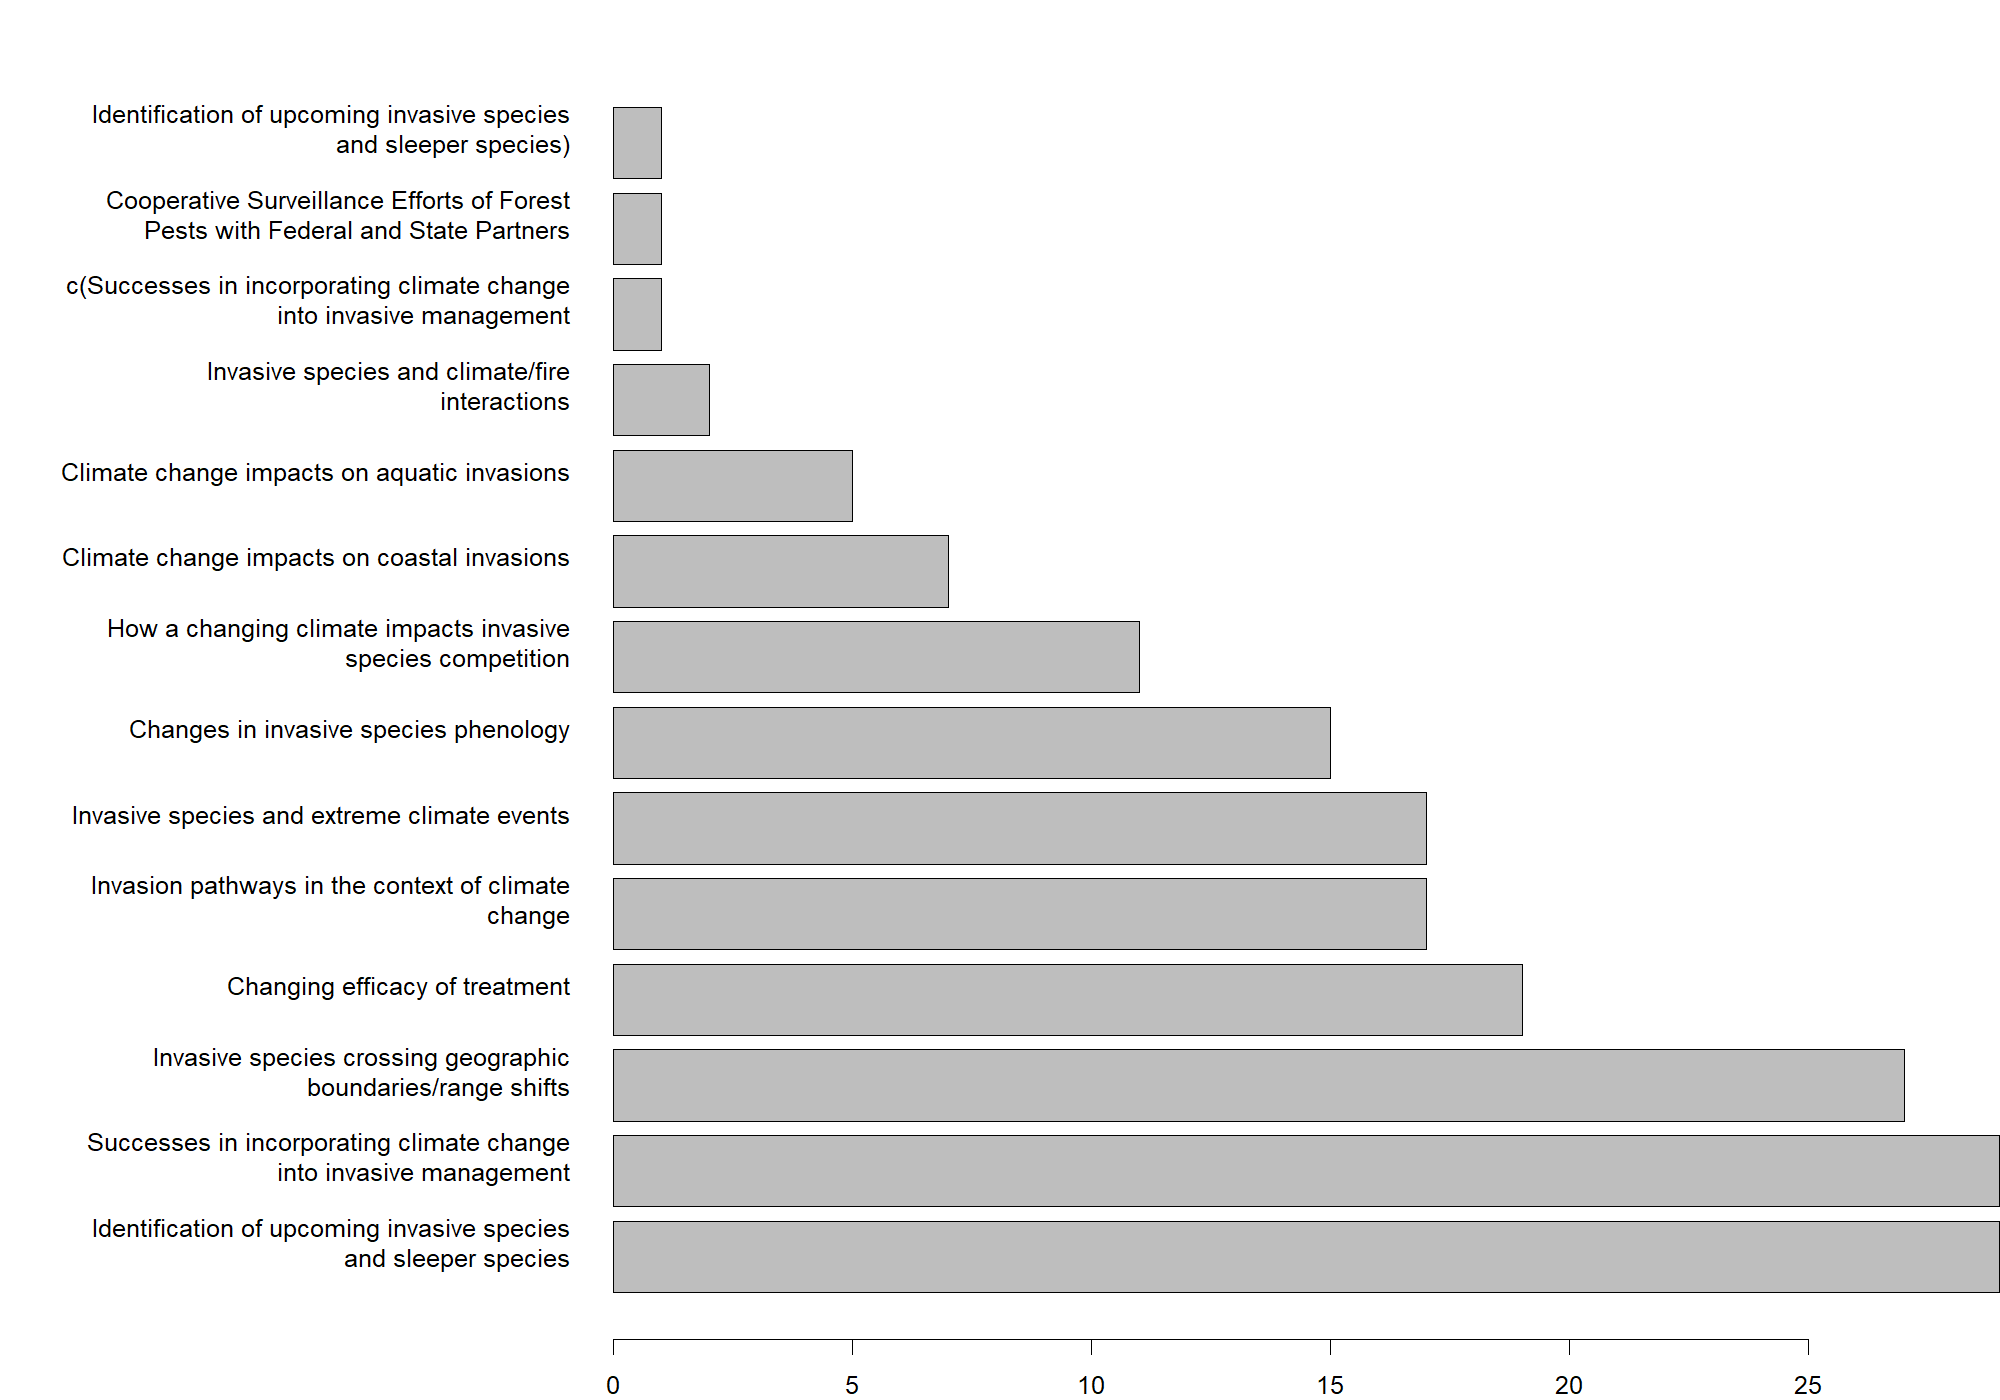 Identification of upcoming invasive species
and sleeper species)
Cooperative Surveillance Efforts of Forest
Pests with Federal and State Partners
c(Successes in incorporating climate change
into invasive management
Invasive species and climate/fire
interactions
Climate change impacts on aquatic invasions
Climate change impacts on coastal invasions
How a changing climate impacts invasive
species competition
Changes in invasive species phenology
Invasive species and extreme climate events
Invasion pathways in the context of climate
change
Changing efficacy of treatment
Invasive species crossing geographic
boundaries/range shifts
Successes in incorporating climate change
into invasive management
Identification of upcoming invasive species
and sleeper species
0 5 10 15 20 25